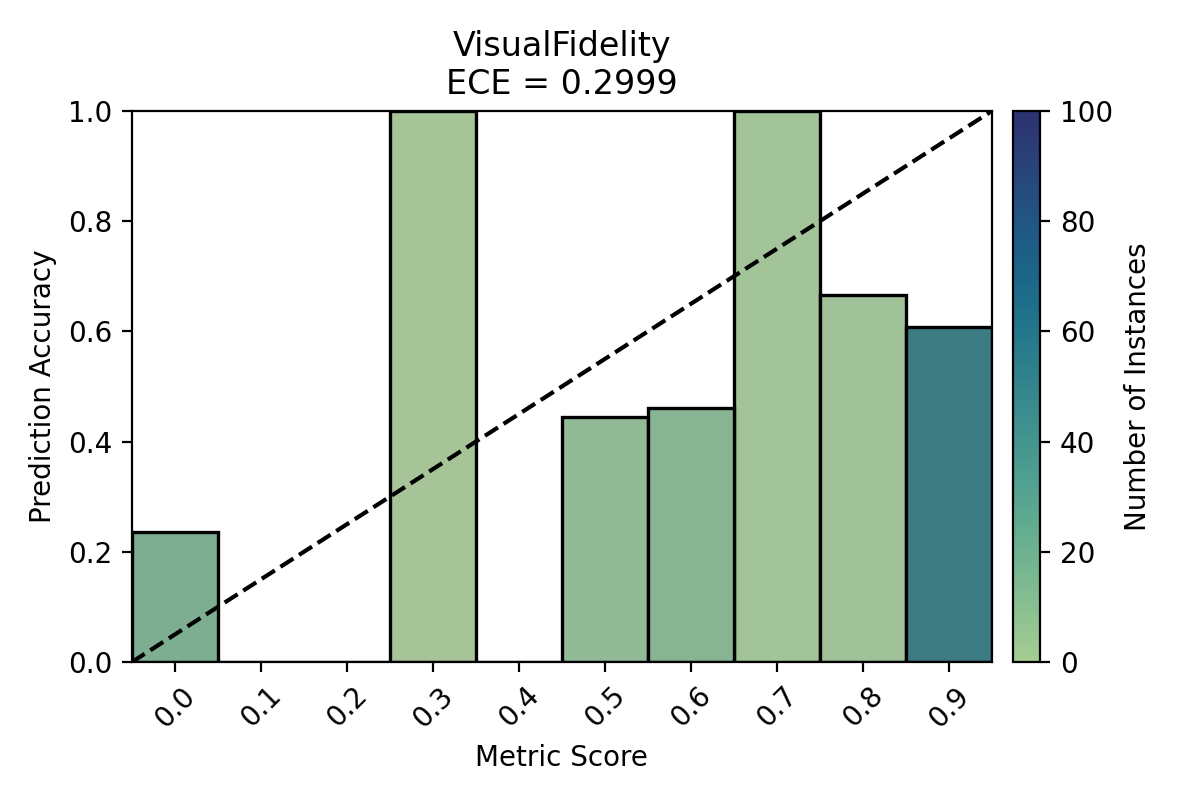 VisualFidelity
ECE = 0.2999
1.0
0.8
0.6
0.4
0.2
0.0
Prediction Accuracy
0.0 0.1 0.2 0.3 0.4 0.5 0.6 0.7 0.8 0.9
Metric Score
100
80
60
40
20
0
Number of Instances